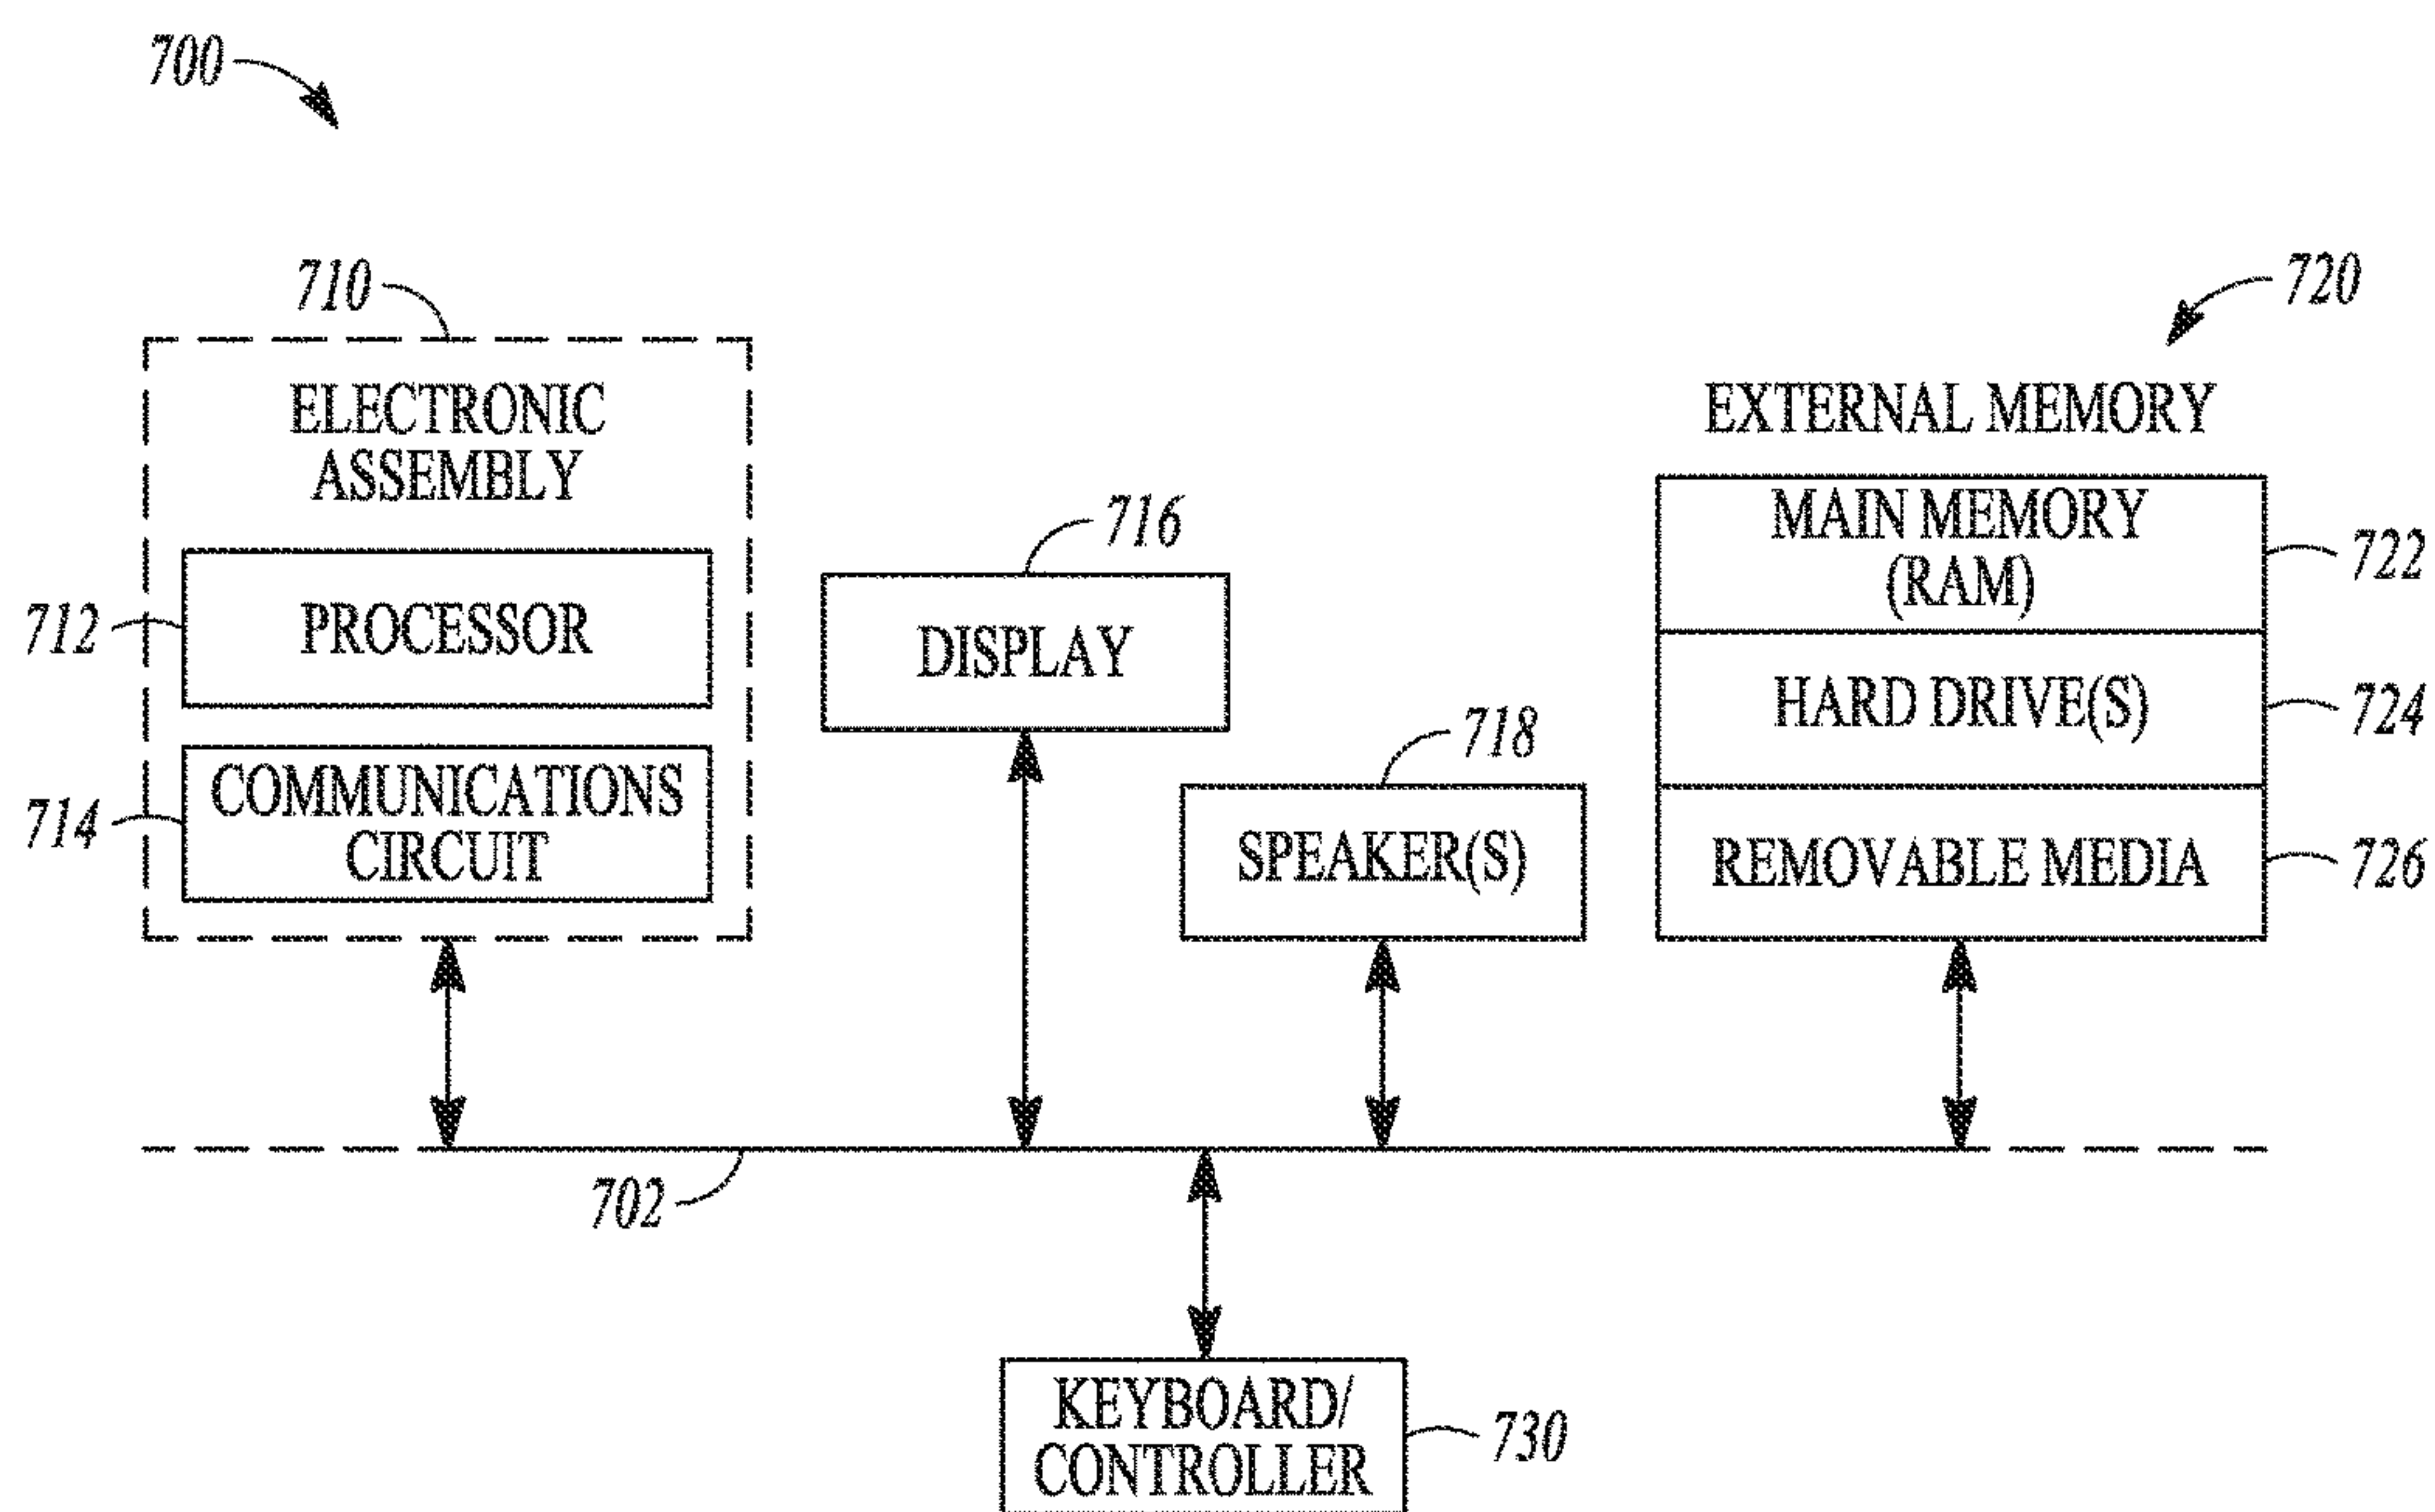 700
710
720
ELECTRONIC
ASSEMBLY
EXTERNAL MEMORY
716
MAIN MEMORY
(RAM)
722
712
PROCESSOR
DISPLAY
HARD DRIVE(S)
724
718
714
COMMUNICATIONS
CIRCUIT
SPEAKER(S)
REMOVABLE MEDIA
726
702
KEYBOARD/
CONTROLLER
730